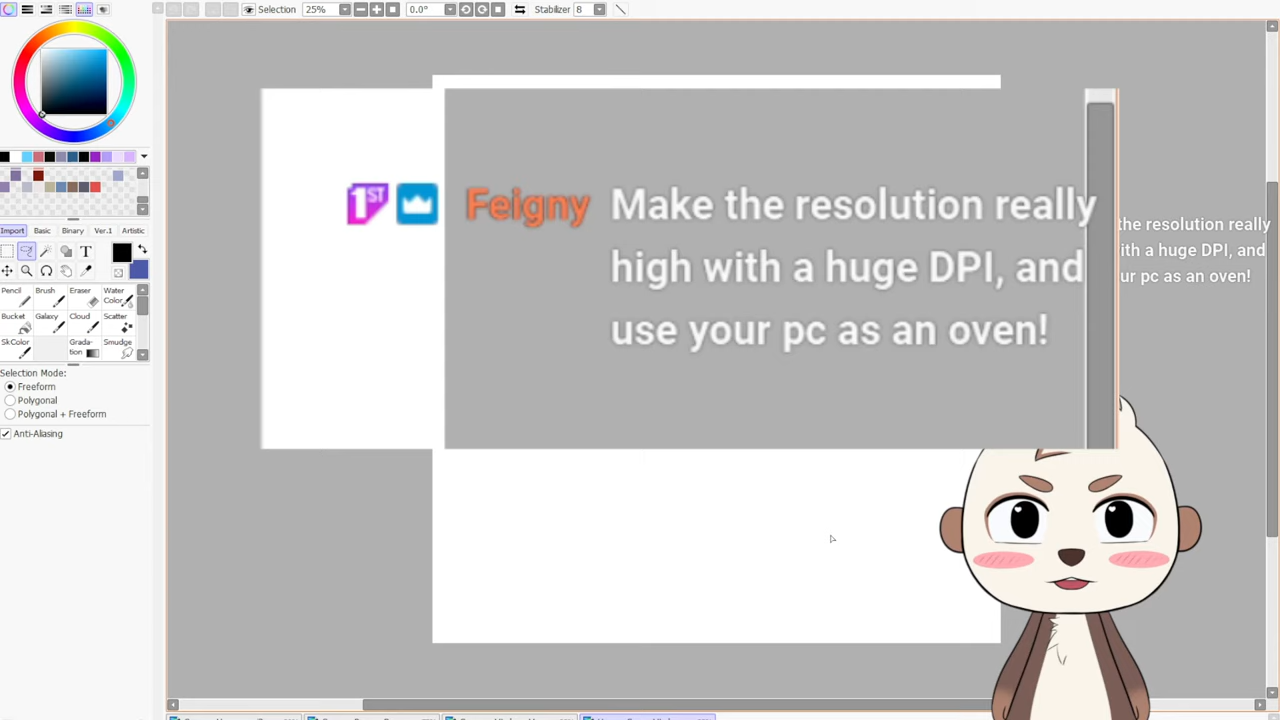 Selection 25% 0.0° Stabilizer 8
1ST Feigny Make the resolution really
high with a huge DPI, and
use your pc as an oven!
the resolution really
ith a huge DPI, and
ur pc as an oven!
Import Basic Binary Ver.1 Artistic
T
Pencil Brush Eraser Water Color
Bucket Galaxy Cloud Scatter
SkColor Grada-tion Smudge
Selection Mode:
Freeform
Polygonal
Polygonal + Freeform
Anti-Aliasing